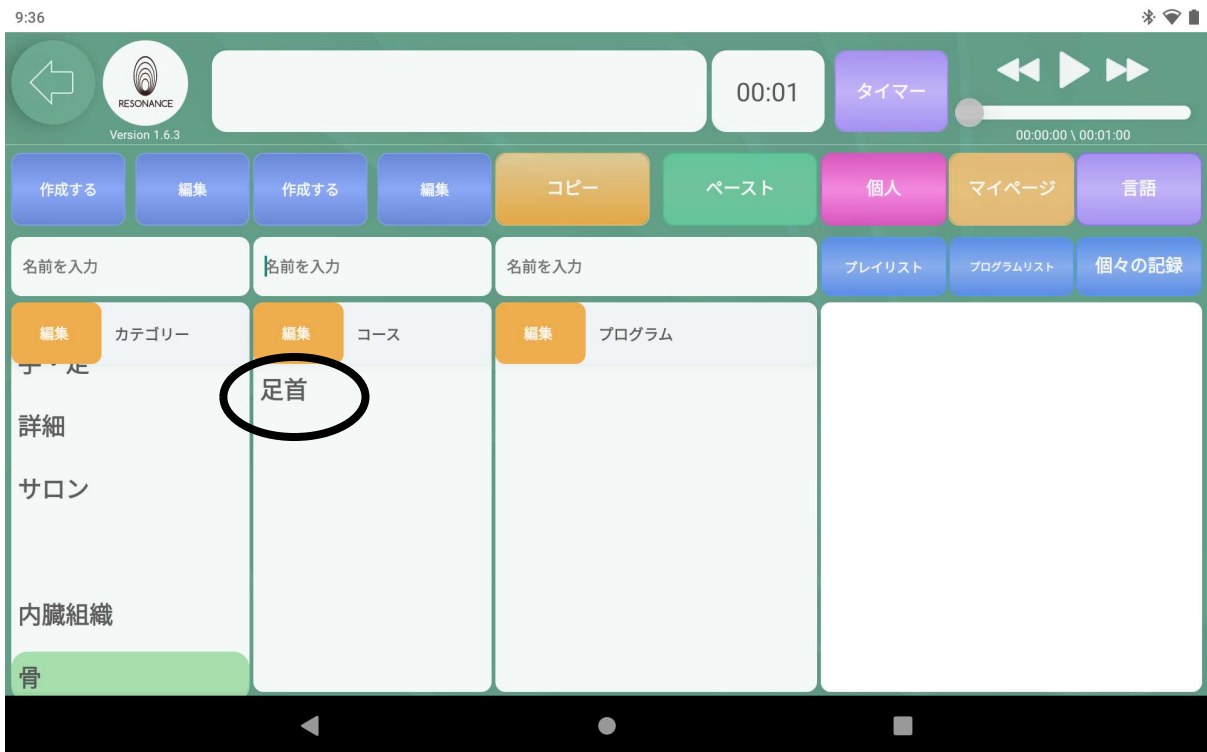 9:36
RESONANCE
Version 1.6.3
00:01
タイマー
00:00:00 \ 00:01:00
作成する
編集
作成する
編集
コピー
ペースト
個人
マイページ
言語
名前を入力
名前を入力
名前を入力
プレイリスト
プログラムリスト
個々の記録
編集
カテゴリー
編集
コース
編集
プログラム
足首
詳細
サロン
内臓組織
骨